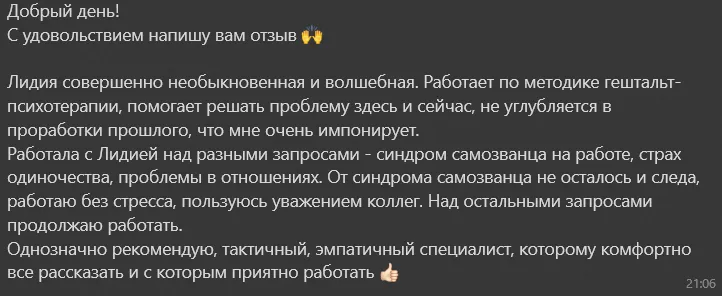 Добрый день!
С удовольствием напишу вам отзыв 🙌

Лидия совершенно необыкновенная и волшебная. Работает по методике гештальт-
психотерапии, помогает решать проблему здесь и сейчас, не углубляется в
проработки прошлого, что мне очень импонирует.
Работала с Лидией над разными запросами - синдром самозванца на работе, страх
одиночества, проблемы в отношениях. От синдрома самозванца не осталось и следа,
работаю без стресса, пользуюсь уважением коллег. Над остальными запросами
продолжаю работать.
Однозначно рекомендую, тактичный, эмпатичный специалист, которому комфортно
все рассказать и с которым приятно работать 👍🏻
21:06